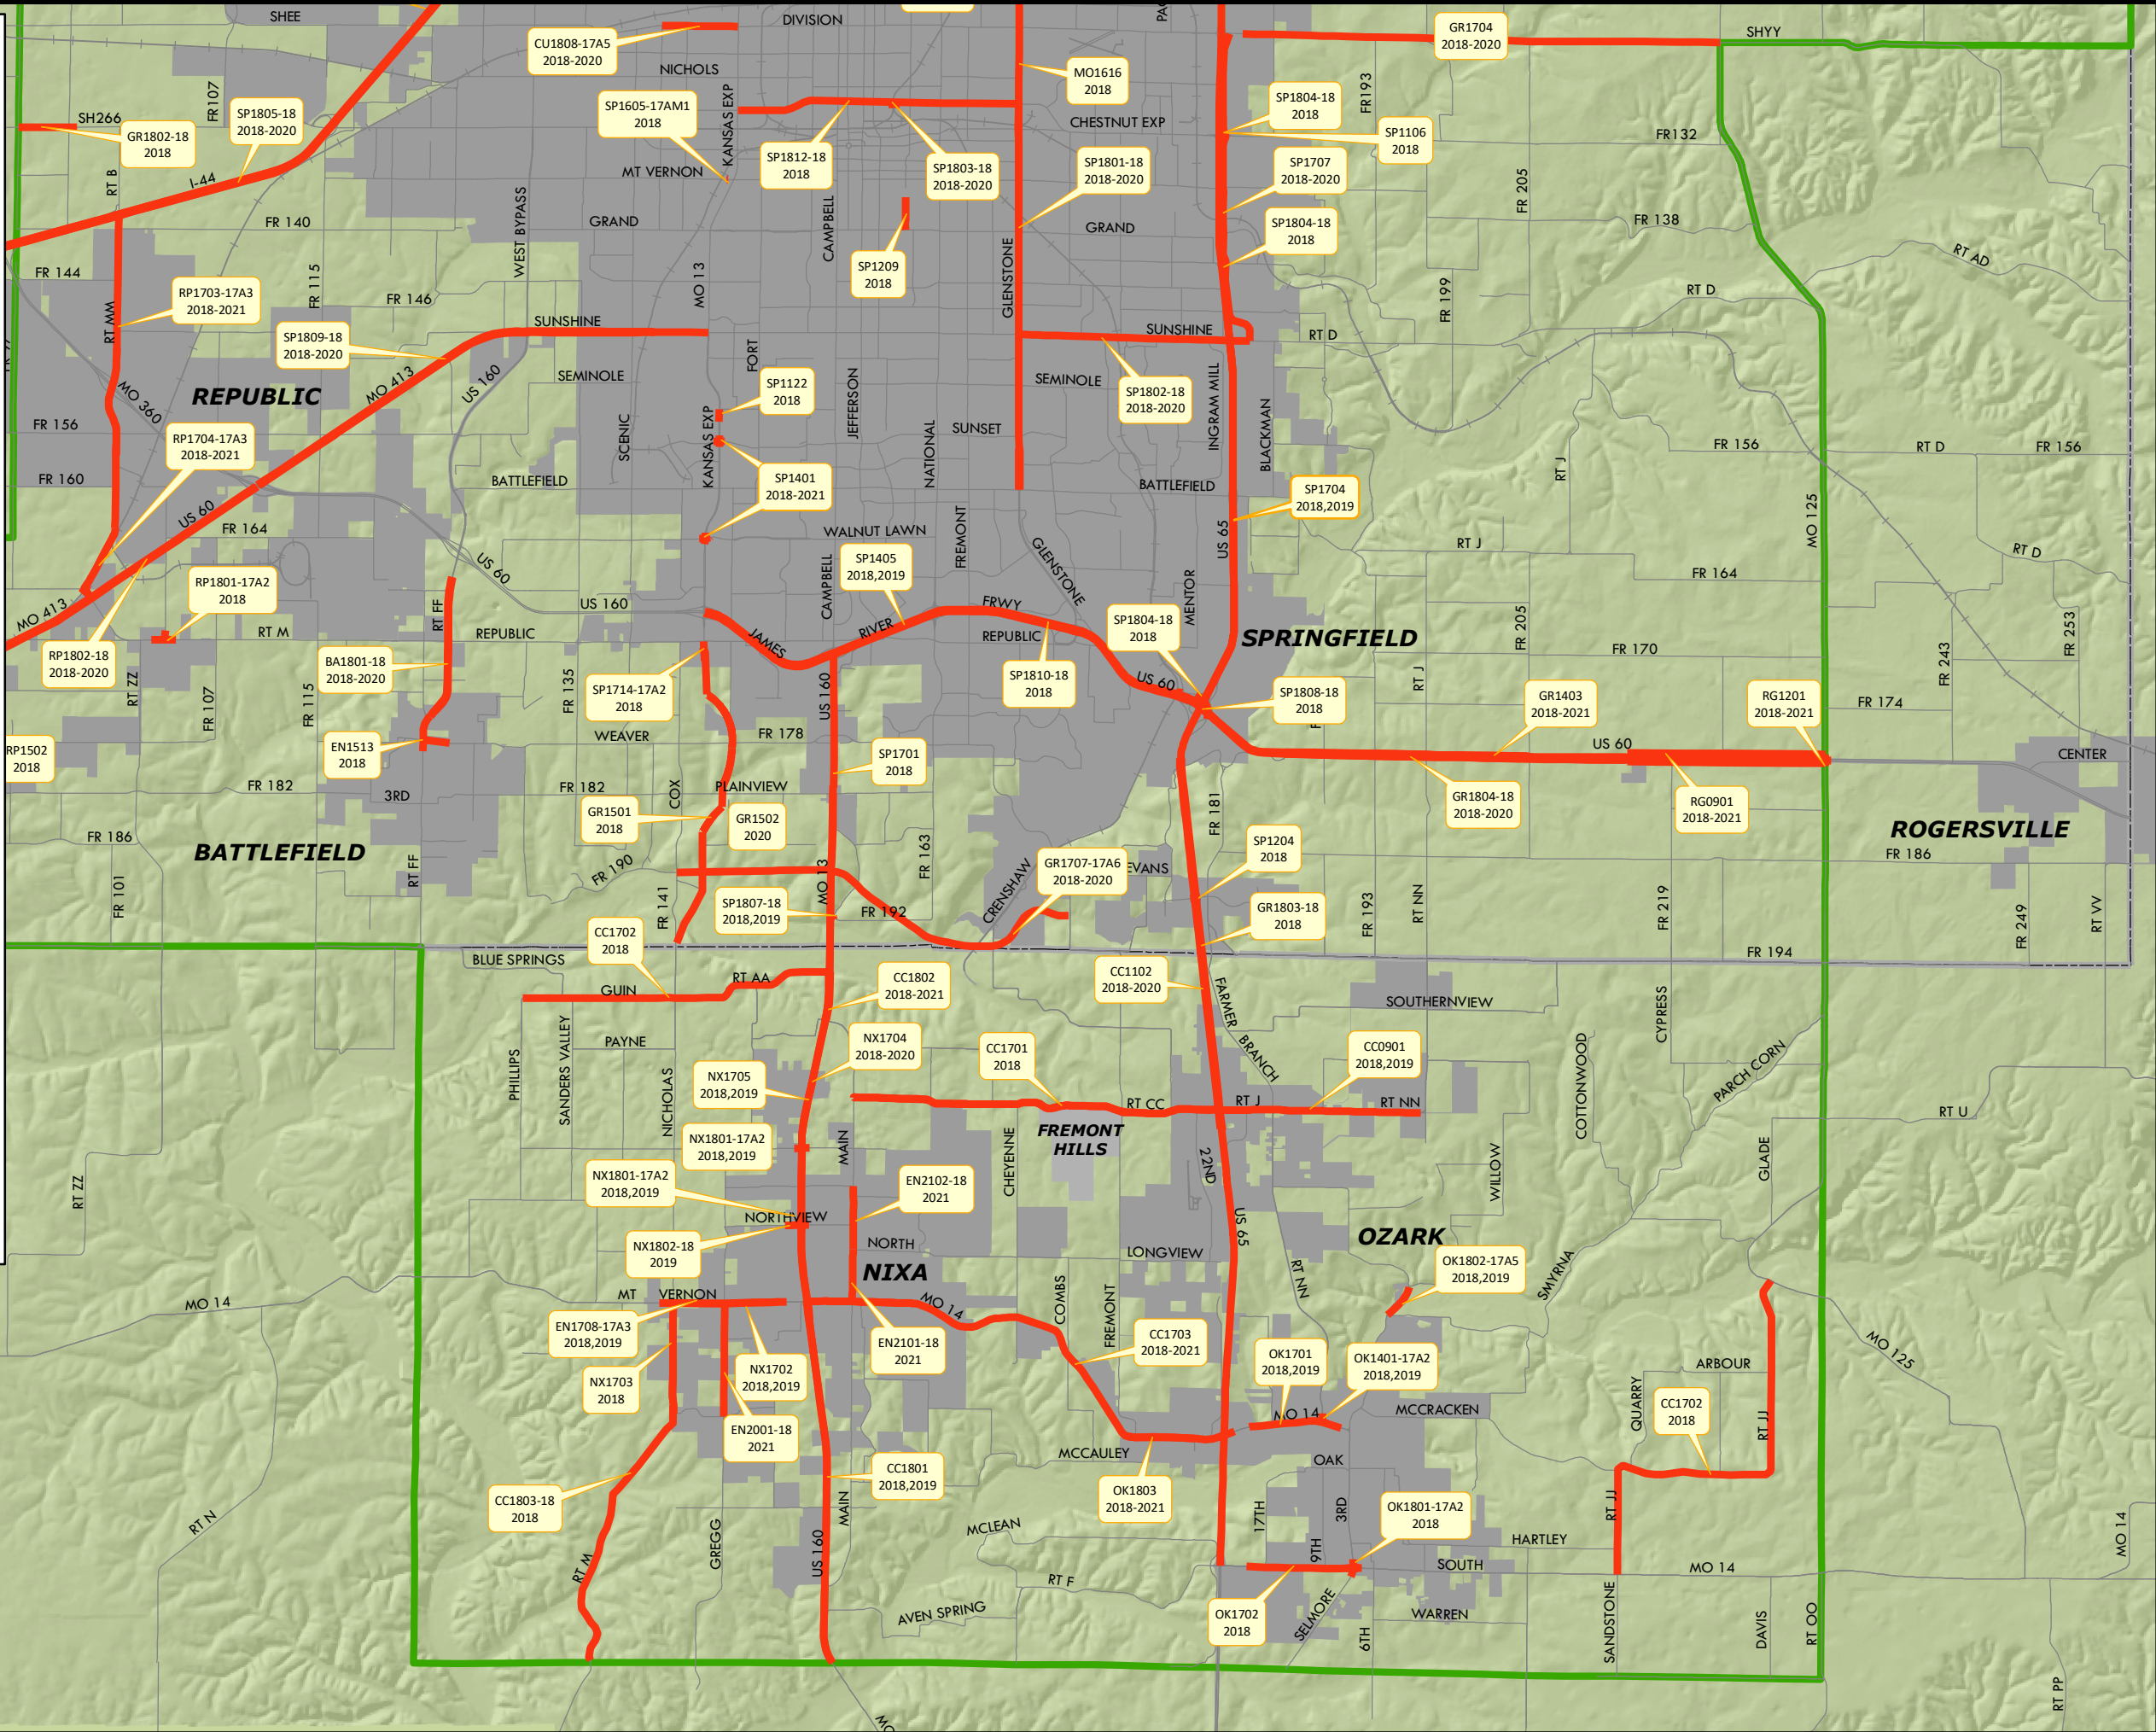 SHEE
DIVISION
PAC
GR1704
2018-2020
SHYY
CU1808-17A5
2018-2020
NICHOLS
MO1616
2018
FR107
KANSAS EXP
FR193
SH266
GR1802-18
2018
SP1805-18
2018-2020
SP1605-17AM1
2018
SP1804-18
2018
CHESTNUT EXP
SP1106
2018
FR132
RT B
I-44
MT VERNON
SP1812-18
2018
SP1803-18
2018-2020
SP1801-18
2018-2020
SP1707
2018-2020
FR 205
FR 140
WEST BYPASS
GRAND
CAMPBELL
GRAND
SP1804-18
2018
FR 138
RT AD
FR 144
FR 115
SP1209
2018
GLENSTONE
RP1703-17A3
2018-2021
FR 146
MO 13
FR 199
RT D
RT MM
SP1809-18
2018-2020
SUNSHINE
SUNSHINE
RT D
FORT
MO 360
REPUBLIC
MO 413
US 160
SEMINOLE
SP1122
2018
JEFFERSON
SEMINOLE
SP1802-18
2018-2020
INGRAM MILL
BLACKMAN
FR 156
RP1704-17A3
2018-2021
SCENIC
KANSAS EXP
NATIONAL
SUNSET
FR 156
RT D
FR 156
FR 160
BATTLEFIELD
SP1401
2018-2021
BATTLEFIELD
SP1704
2018,2019
RT J
MO 125
US 60
FR 164
WALNUT LAWN
FREMONT
GLENSTONE
US 65
RT J
RT D
US 60
SP1405
2018,2019
FR 164
RP1801-17A2
2018
MO 413
RT FF
US 160
CAMPBELL
FRWY
SP1804-18
2018
MENTOR
FR 205
FR 253
RT M
REPUBLIC
JAMES
RIVER
REPUBLIC
SPRINGFIELD
FR 170
FR 243
RP1802-18
2018-2020
BA1801-18
2018-2020
SP1810-18
2018
RT ZZ
FR 107
FR 115
FR 135
SP1714-17A2
2018
US 160
US 60
SP1808-18
2018
RT J
GR1403
2018-2021
RG1201
2018-2021
FR 174
RP1502
2018
EN1513
2018
WEAVER
FR 178
SP1701
2018
US 60
CENTER
FR 182
3RD
FR 182
COX
PLAINVIEW
FR 181
GR1804-18
2018-2020
RG0901
2018-2021
FR 186
GR1501
2018
GR1502
2020
ROGERSVILLE
BATTLEFIELD
SP1204
2018
FR 186
RT FF
FR 190
MO 13
FR 163
GR1707-17A6
2018-2020
EVANS
FR 101
FR 141
SP1807-18
2018,2019
FR 192
CRENSHAW
GR1803-18
2018
FR 193
RT NN
FR 219
FR 249
RT VV
CC1702
2018
BLUE SPRINGS
FR 194
GUIN
RT AA
CC1802
2018-2021
CC1102
2018-2020
FARMER BRANCH
SOUTHERNVIEW
CYPRESS
PHILLIPS
SANDERS VALLEY
PAYNE
NX1704
2018-2020
CC1701
2018
CC0901
2018,2019
COTTONWOOD
PARCH CORN
NICHOLAS
NX1705
2018,2019
RT CC
RT J
RT NN
RT U
NX1801-17A2
2018,2019
MAIN
CHEYENNE
FREMONT
HILLS
22ND
WILLOW
GLADE
RT ZZ
NX1801-17A2
2018,2019
EN2102-18
2021
NORTHVIEW
US 65
OZARK
NX1802-18
2019
NORTH
LONGVIEW
NIXA
RT NN
OK1802-17A5
2018,2019
SMYRNA
MO 14
MT
VERNON
MO 14
COMBS
FREMONT
EN1708-17A3
2018,2019
EN2101-18
2021
CC1703
2018-2021
OK1701
2018,2019
OK1401-17A2
2018,2019
MO 125
NX1703
2018
NX1702
2018,2019
ARBOUR
EN2001-18
2021
MO 14
MCCRACKEN
QUARRY
CC1702
2018
RT JJ
MCCAULEY
OAK
CC1803-18
2018
CC1801
2018,2019
OK1803
2018-2021
RT N
MAIN
MCLEAN
17TH
3RD
OK1801-17A2
2018
RT JJ
MO 14
GREGG
US 160
9TH
HARTLEY
RT M
RT F
SOUTH
MO 14
AVEN SPRING
OK1702
2018
SELMORE
6TH
WARREN
SANDSTONE
DAVIS
RT OO
RT PP
MO